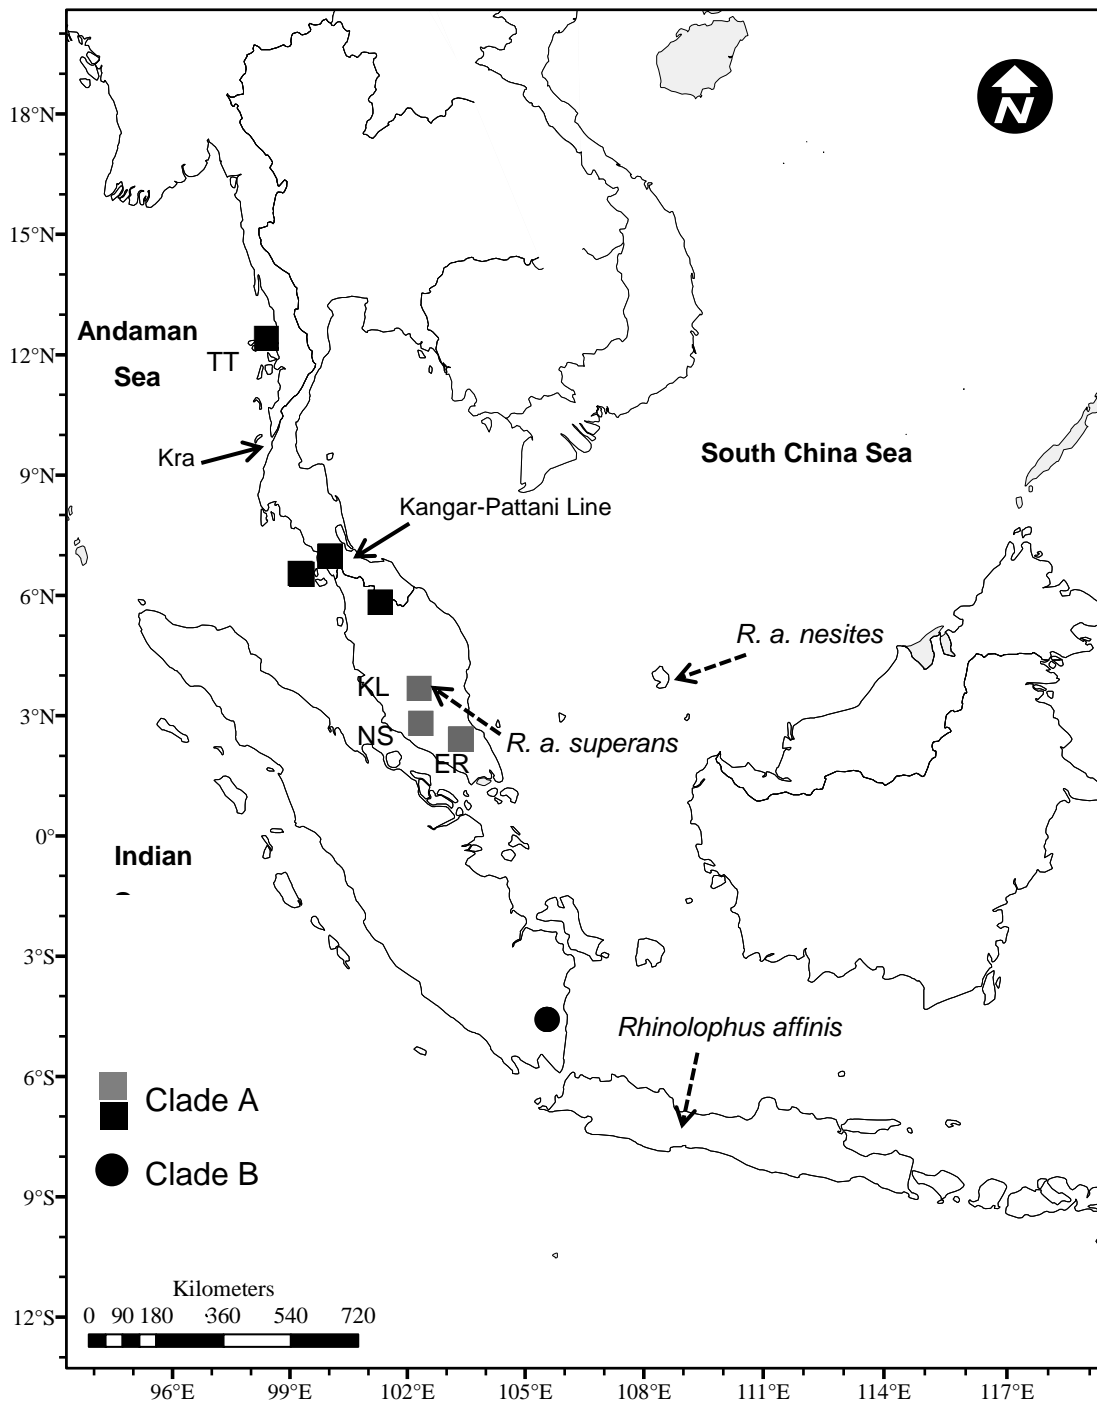 N
18°N
15°N
Andaman
Sea
12°N
TT
Kra
South China Sea
9°N
Kangar-Pattani Line
6°N
R. a. nesites
KL
3°N
NS
R. a. superans
ER
0°
Indian
3°S
Rhinolophus affinis
6°S
Clade A
Clade B
9°S
Kilometers
0 90 180 360 540 720
12°S
96°E 99°E 102°E 105°E 108°E 111°E 114°E 117°E